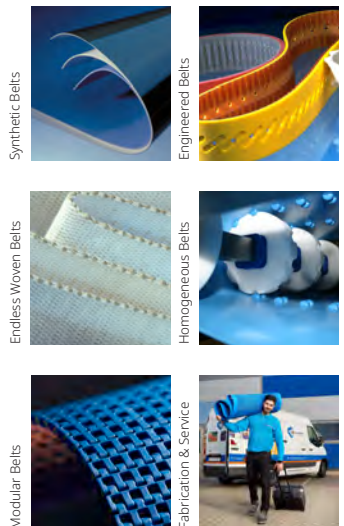 Synthetic Belts
Engineered Belts
Endless Woven Belts
Homogeneous Belts
Modular Belts
Fabrication & Service